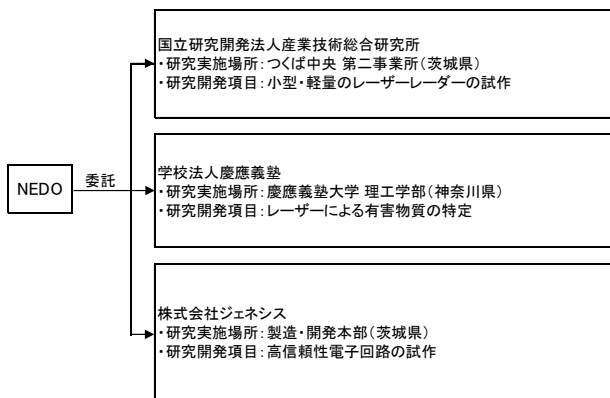 国立研究開発法人産業技術総合研究所
・研究実施場所：つくば中央 第二事業所（茨城県）
・研究開発項目：小型・軽量のレーザーレーダーの試作
NEDO
委託
学校法人慶應義塾
・研究実施場所：慶應義塾大学 理工学部（神奈川県）
・研究開発項目：レーザーによる有害物質の特定
株式会社ジェネシス
・研究実施場所：製造・開発本部（茨城県）
・研究開発項目：高信頼性電子回路の試作